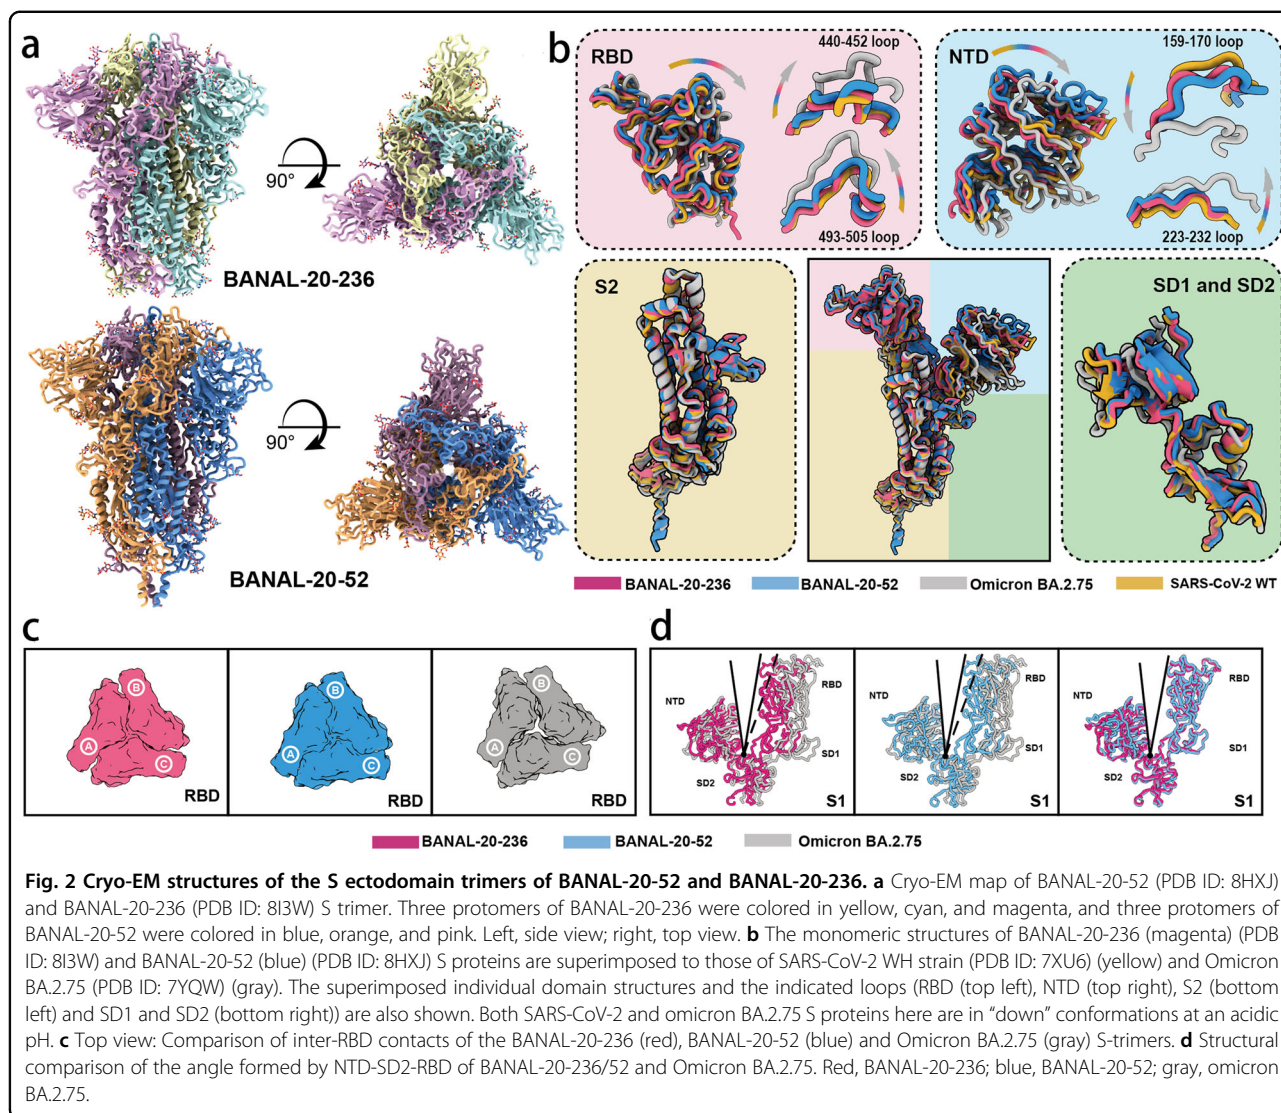 a
BANAL-20-236
90°
BANAL-20-52
90°
b
RBD
440-452 loop
493-505 loop
NTD
159-170 loop
223-232 loop
S2
SD1 and SD2
BANAL-20-236
BANAL-20-52
Omicron BA.2.75
SARS-CoV-2 WT
c
A
B
C
RBD
A
B
C
RBD
A
B
C
RBD
d
NTD
RBD
SD1
SD2
S1
NTD
RBD
SD1
SD2
S1
NTD
RBD
SD1
SD2
S1
BANAL-20-236
BANAL-20-52
Omicron BA.2.75
Fig. 2 Cryo-EM structures of the S ectodomain trimers of BANAL-20-52 and BANAL-20-236. a Cryo-EM map of BANAL-20-52 (PDB ID: 8HXJ)
and BANAL-20-236 (PDB ID: 8I3W) S trimer. Three protomers of BANAL-20-236 were colored in yellow, cyan, and magenta, and three protomers of
BANAL-20-52 were colored in blue, orange, and pink. Left, side view; right, top view. b The monomeric structures of BANAL-20-236 (magenta) (PDB
ID: 8I3W) and BANAL-20-52 (blue) (PDB ID: 8HXJ) S proteins are superimposed to those of SARS-CoV-2 WH strain (PDB ID: 7XU6) (yellow) and Omicron
BA.2.75 (PDB ID: 7YQW) (gray). The superimposed individual domain structures and the indicated loops (RBD (top left), NTD (top right), S2 (bottom
left) and SD1 and SD2 (bottom right)) are also shown. Both SARS-CoV-2 and omicron BA.2.75 S proteins here are in “down” conformations at an acidic
pH. c Top view: Comparison of inter-RBD contacts of the BANAL-20-236 (red), BANAL-20-52 (blue) and Omicron BA.2.75 (gray) S-trimers. d Structural
comparison of the angle formed by NTD-SD2-RBD of BANAL-20-236/52 and Omicron BA.2.75. Red, BANAL-20-236; blue, BANAL-20-52; gray, omicron
BA.2.75.